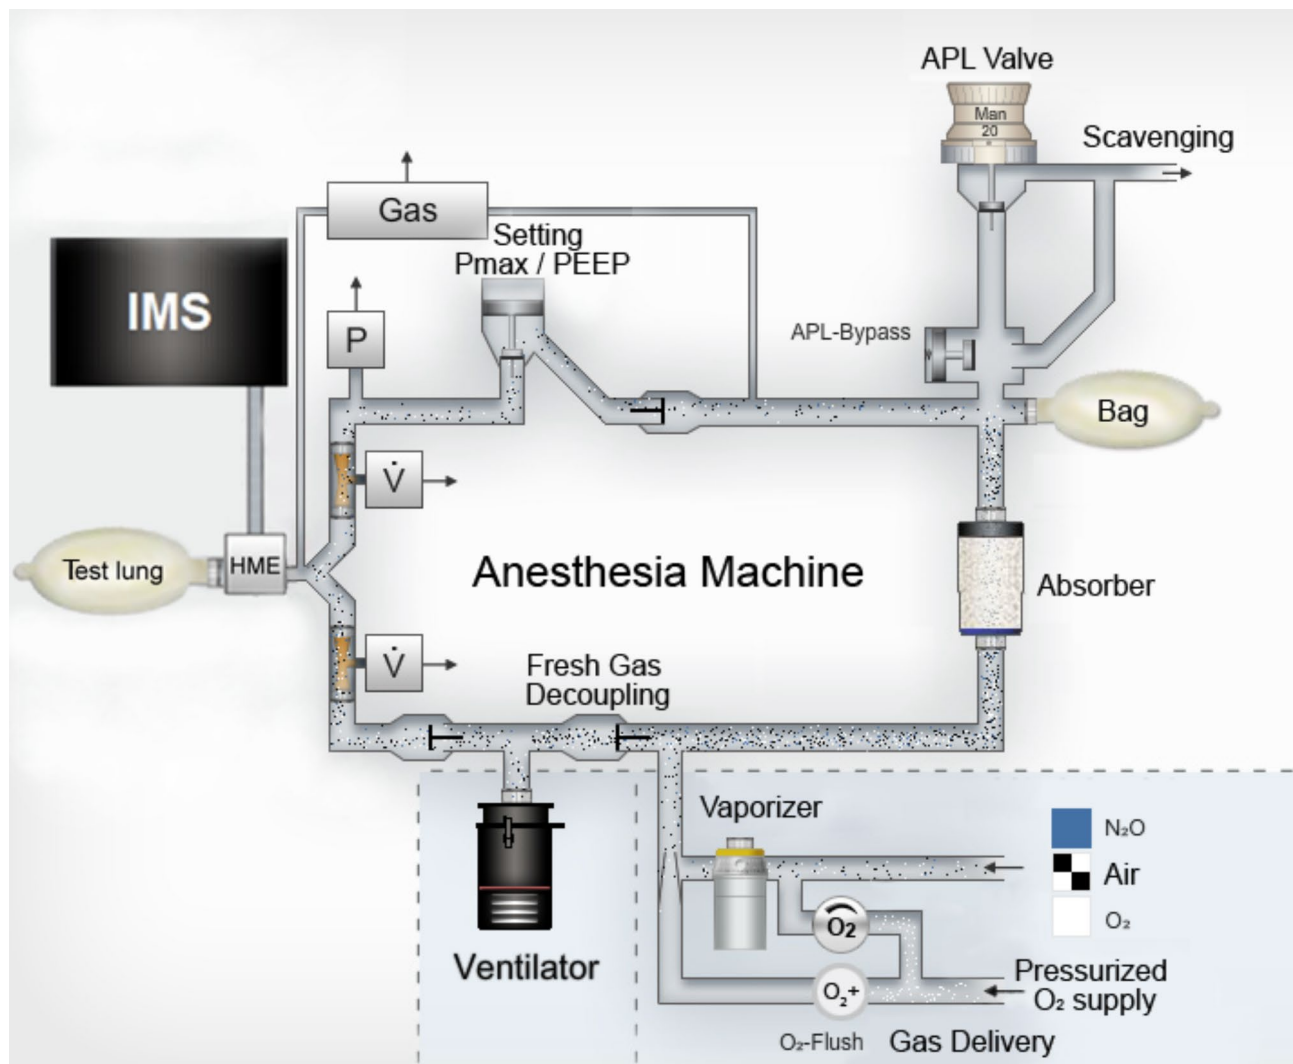 APL Valve
Man
20
Scavenging
Gas
Setting
Pmax / PEEP
IMS
P
APL-Bypass
Bag
V̇
HME
Test lung
Anesthesia Machine
Absorber
V̇
Fresh Gas
Decoupling
Vaporizer
N₂O
Air
O₂
O₂
Ventilator
Pressurized
O₂ supply
O₂+
O₂-Flush
Gas Delivery